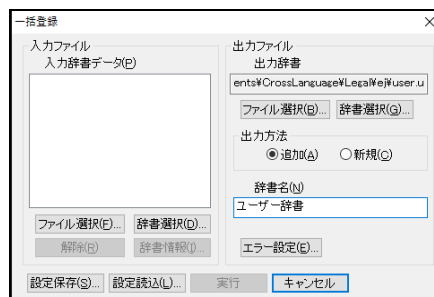 一括登録
入力ファイル
入力辞書データ(P)
ファイル選択(F)...
辞書選択(D)...
解除(R)
辞書情報(I)...
出力ファイル
出力辞書
ents¥CrossLanguage¥Legal¥ej¥user.u
ファイル選択(B)...
辞書選択(G)...
出力方法
追加(A)
新規(C)
辞書名(N)
ユーザー辞書
エラー設定(E)...
設定保存(S)...
設定読込(L)...
実行
キャンセル